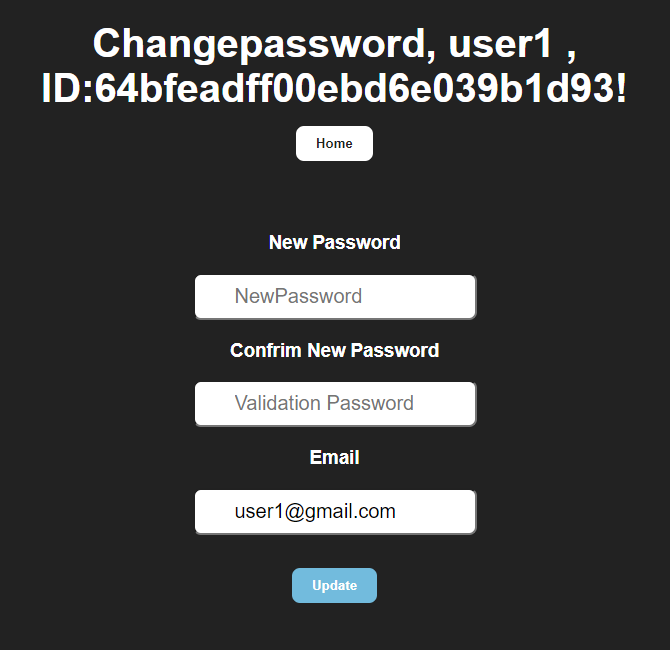 Changepassword, user1 ,
ID:64bfeadff00ebd6e039b1d93!
Home
New Password
NewPassword
Confrim New Password
Validation Password
Email
user1@gmail.com
Update